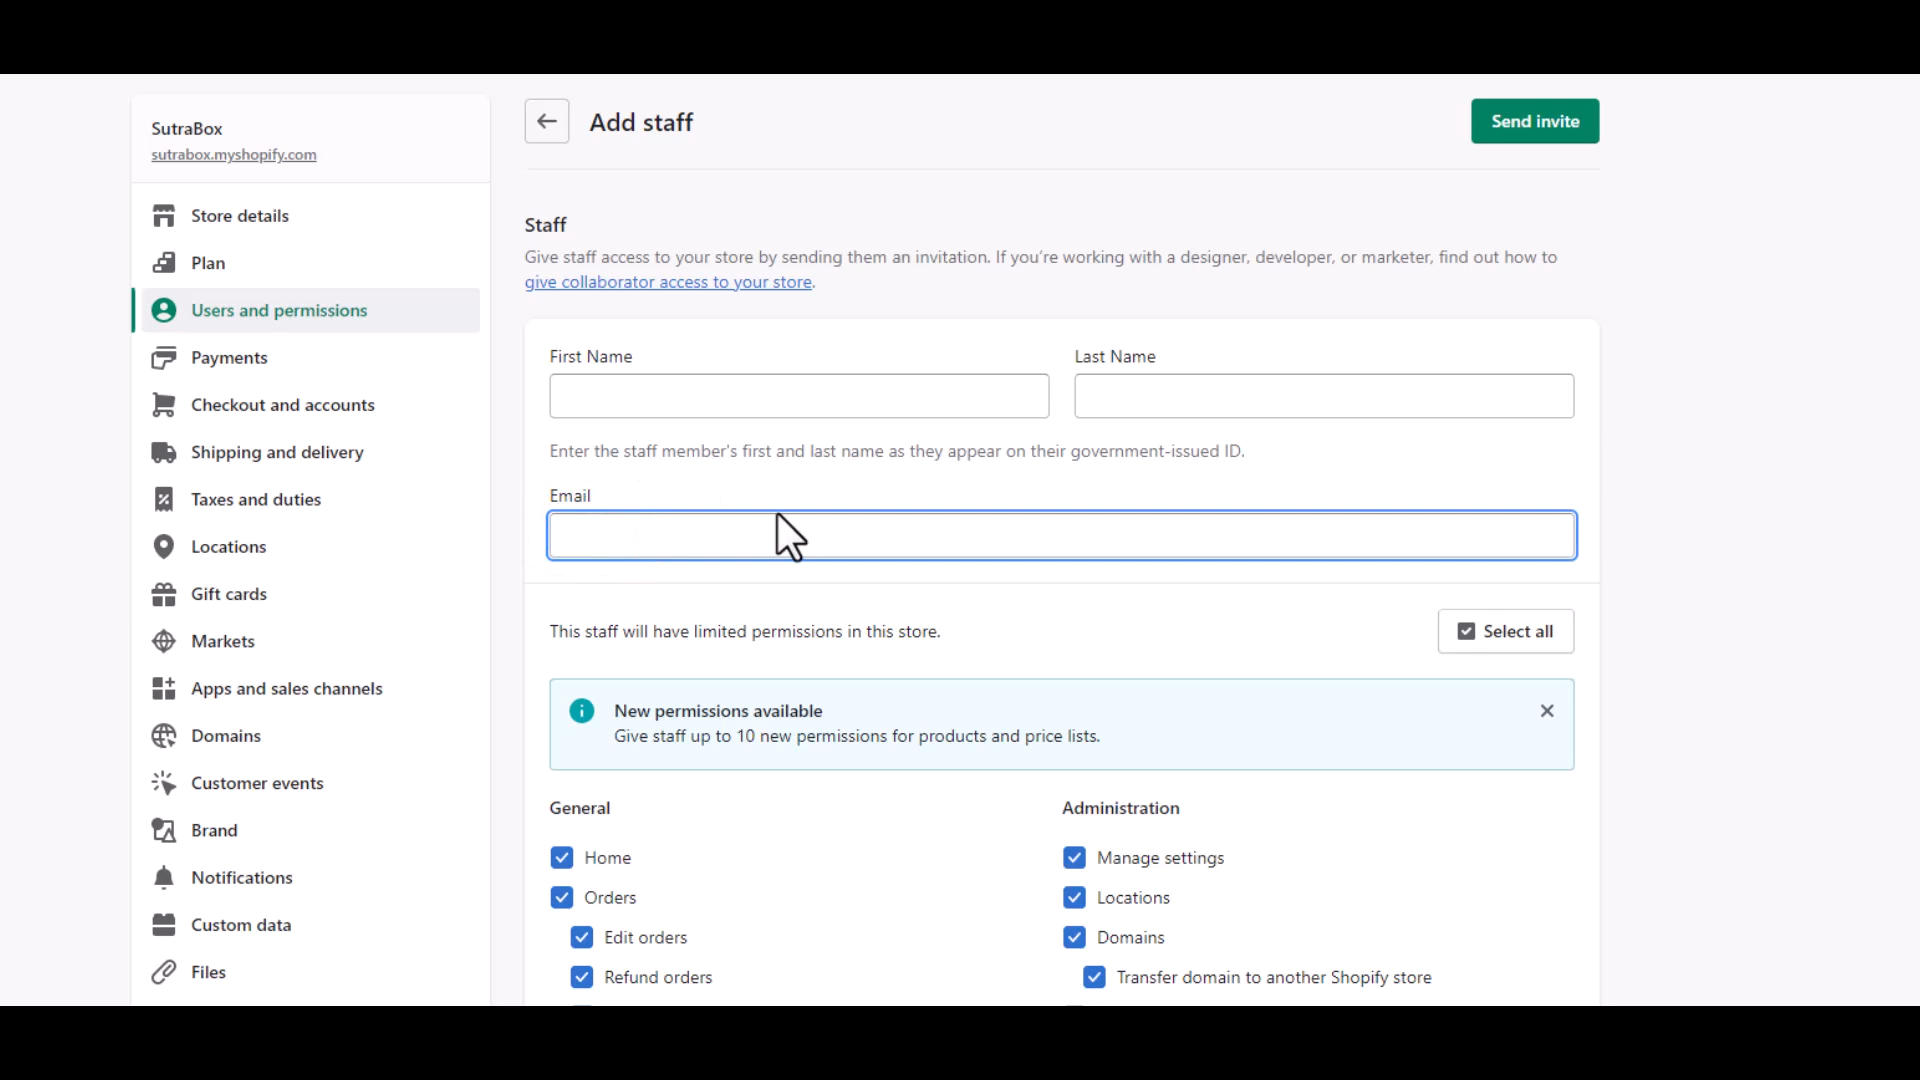 SutraBox
sutrabox.myshopify.com
Store details
Plan
Users and permissions
Payments
Checkout and accounts
Shipping and delivery
Taxes and duties
Locations
Gift cards
Markets
Apps and sales channels
Domains
Customer events
Brand
Notifications
Custom data
Files
Add staff
Send invite
Staff
Give staff access to your store by sending them an invitation. If you’re working with a designer, developer, or marketer, find out how to
give collaborator access to your store.
First Name
Last Name
Enter the staff member's first and last name as they appear on their government-issued ID.
Email
This staff will have limited permissions in this store.
Select all
New permissions available
Give staff up to 10 new permissions for products and price lists.
General
Home
Orders
Edit orders
Refund orders
Administration
Manage settings
Locations
Domains
Transfer domain to another Shopify store